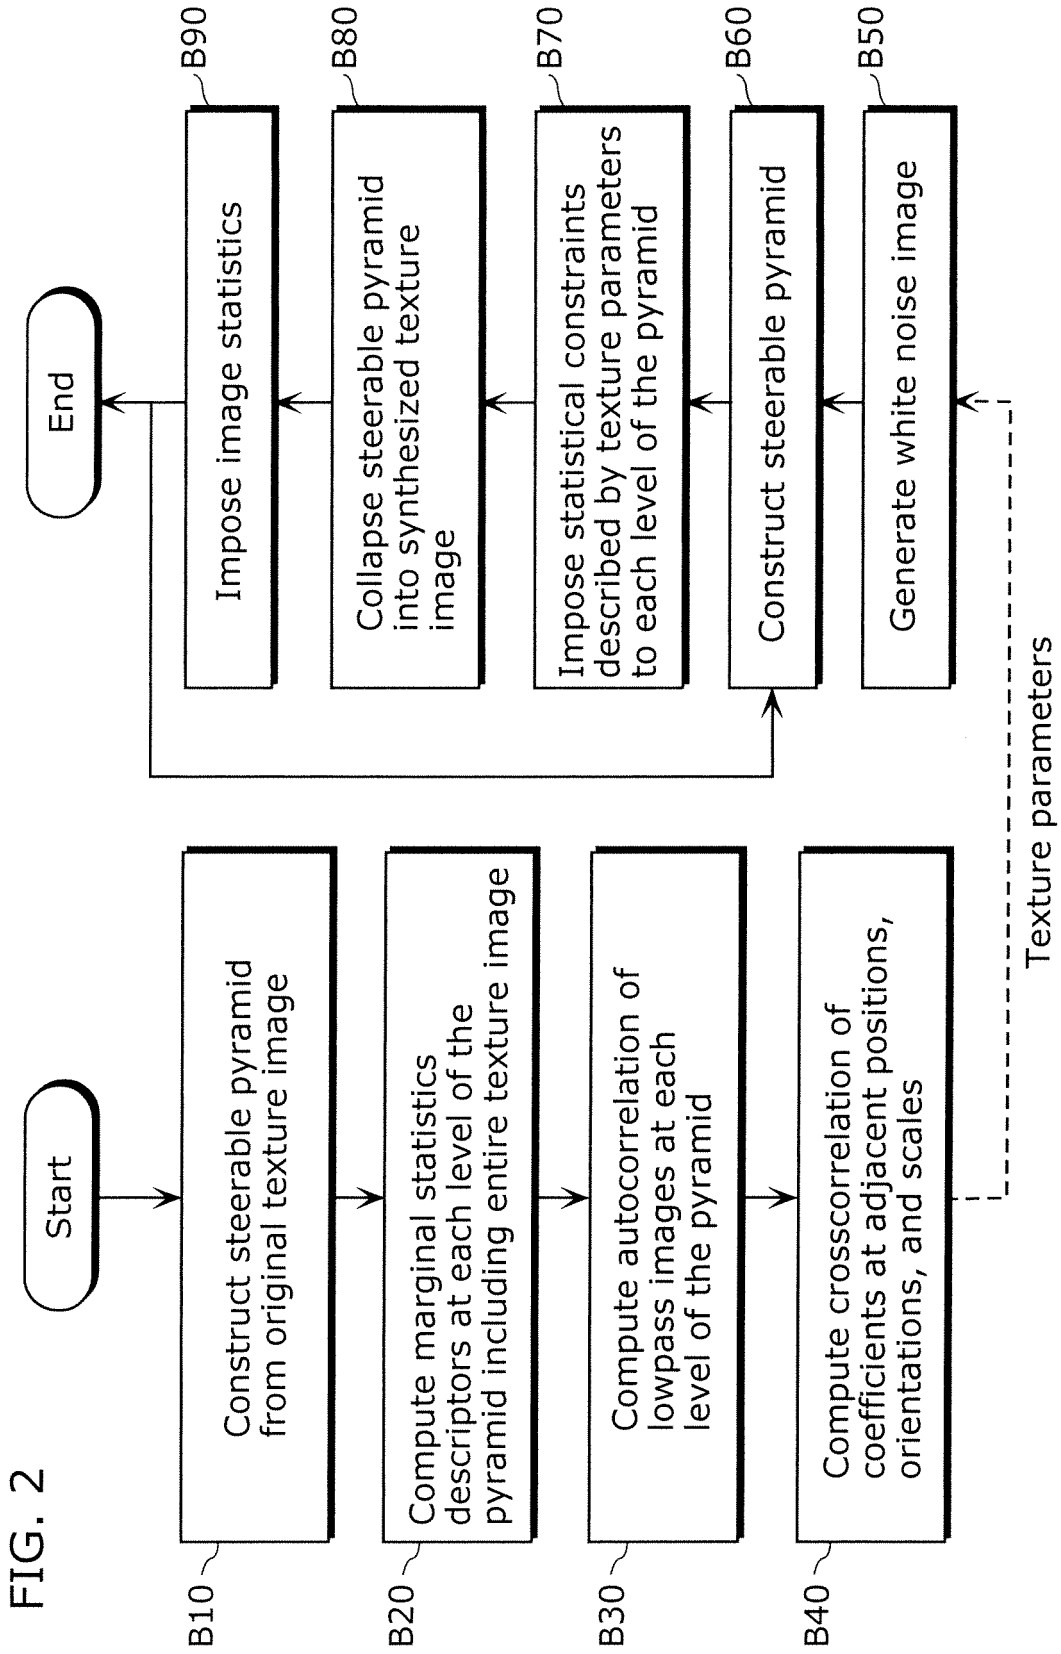 FIG. 2
Start
B10
Construct steerable pyramid
from original texture image
B20
Compute marginal statistics
descriptors at each level of the
pyramid including entire texture image
B30
Compute autocorrelation of
lowpass images at each
level of the pyramid
B40
Compute crosscorrelation of
coefficients at adjacent positions,
orientations, and scales
Texture parameters
End
Impose image statistics
B90
Collapse steerable pyramid
into synthesized texture
image
B80
Impose statistical constraints
described by texture parameters
to each level of the pyramid
B70
Construct steerable pyramid
B60
Generate white noise image
B50